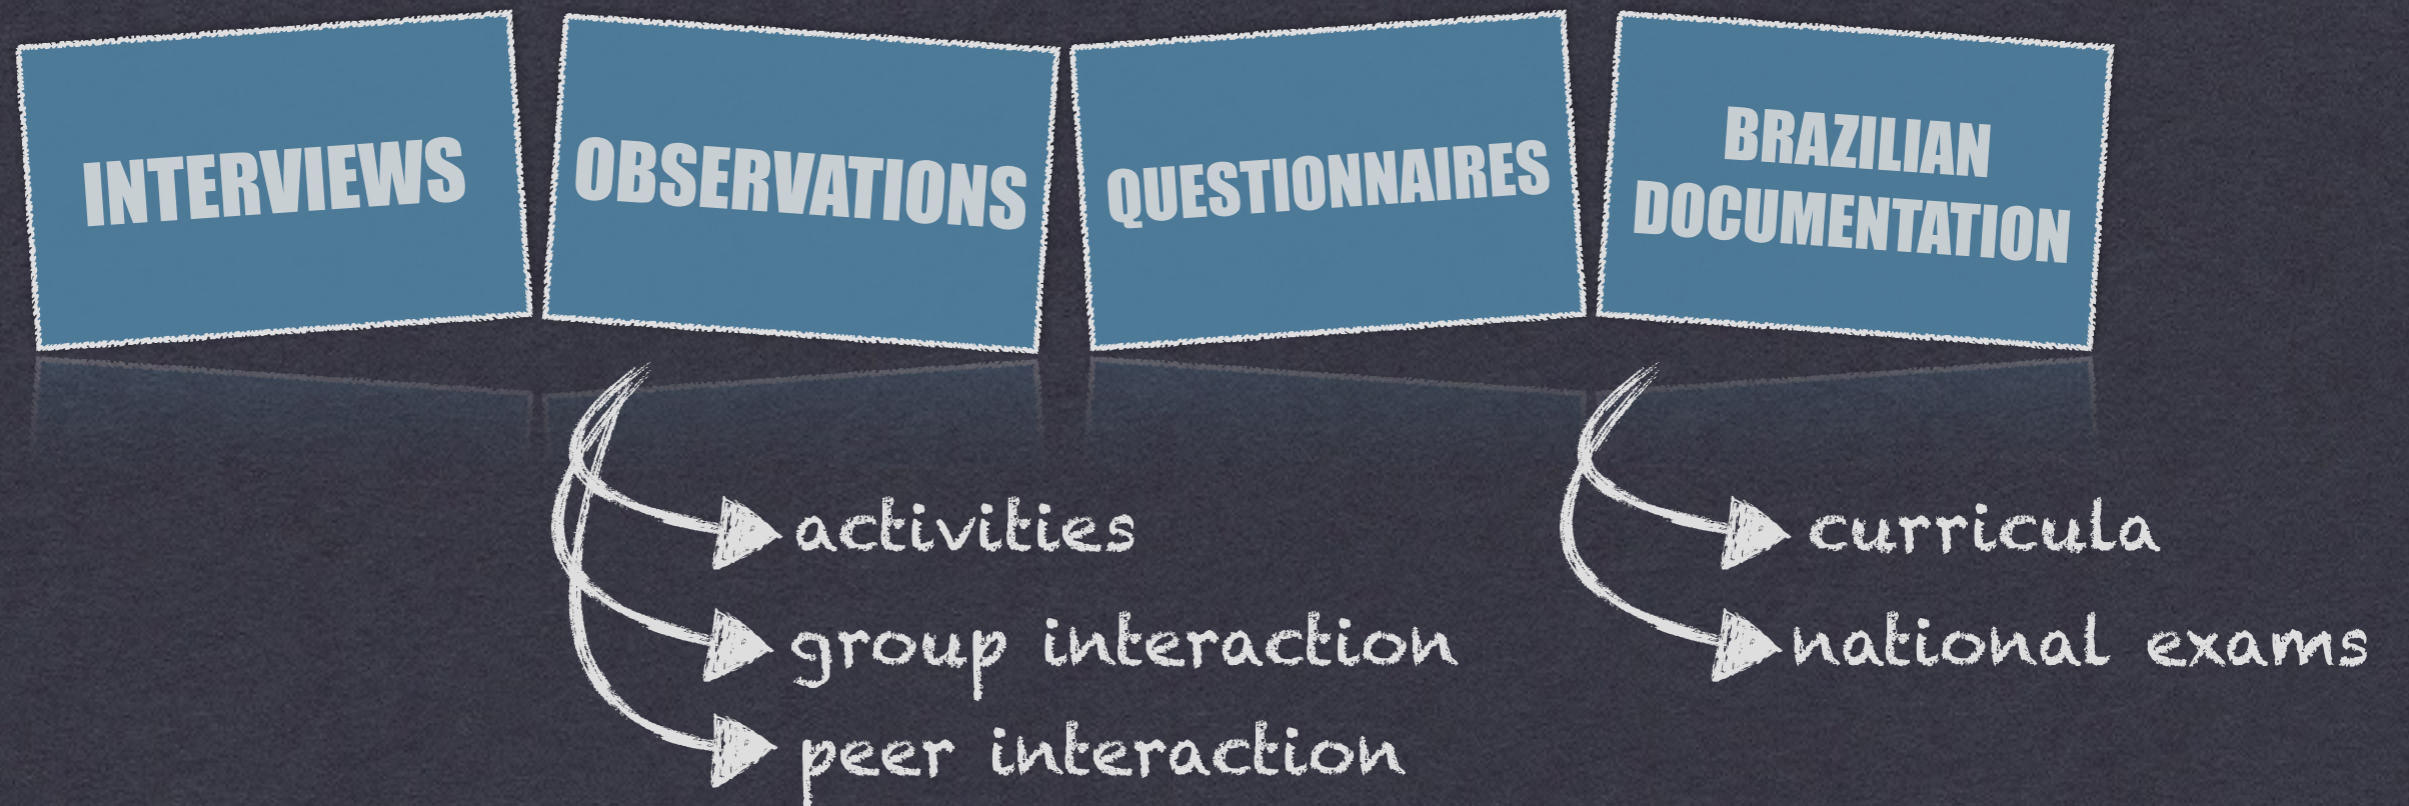 INTERVIEWS
OBSERVATIONS
QUESTIONNAIRES
BRAZILIAN
DOCUMENTATION
activities
group interaction
peer interaction
curricula
national exams